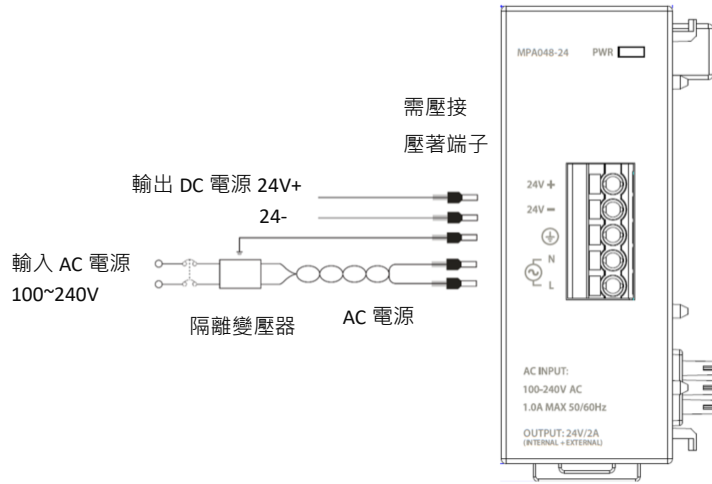 MPA048-24 PWR
需壓接
壓著端子
輸出 DC 電源 24V+
24-
輸入 AC 電源
100~240V
隔離變壓器
AC 電源
24V +
24V −
N
L
AC INPUT:
100-240V AC
1.0A MAX 50/60Hz
OUTPUT: 24V/2A
(INTERNAL + EXTERNAL)